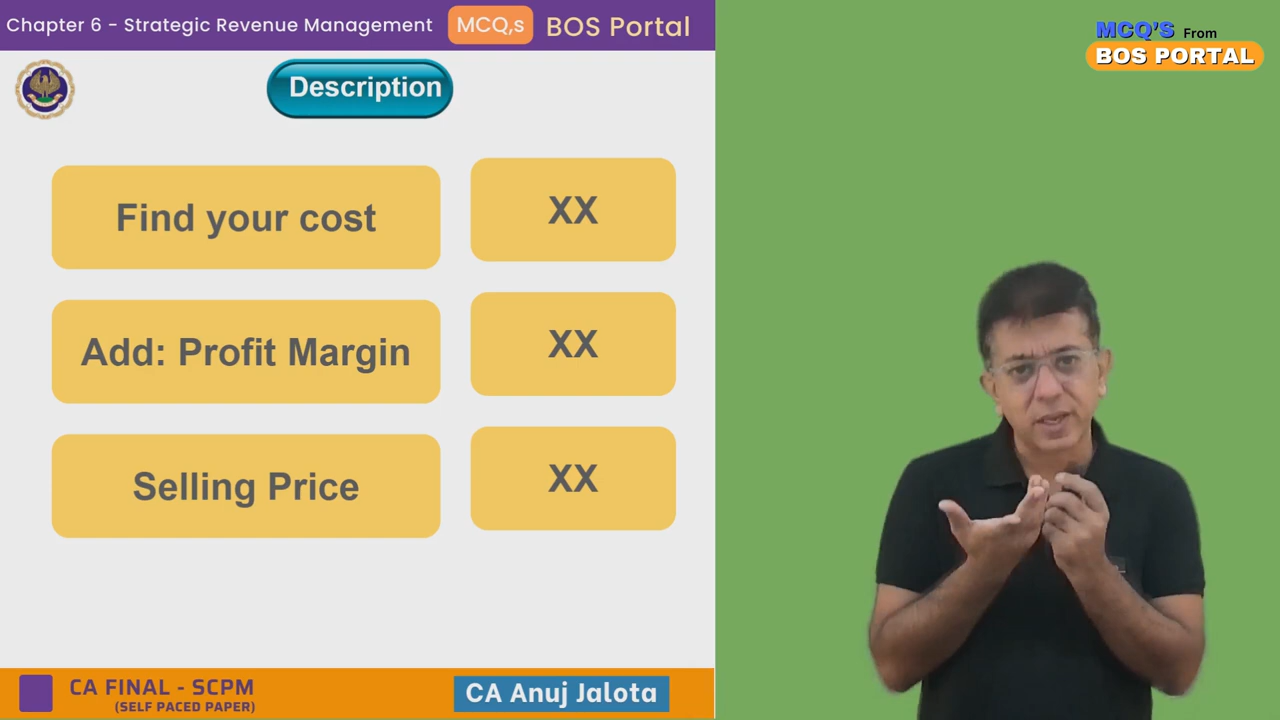 Chapter 6 - Strategic Revenue Management MCQ,s BOS Portal
MCQ'S From
BOS PORTAL
Description
Find your cost XX
Add: Profit Margin XX
Selling Price XX
CA FINAL - SCPM
(SELF PACED PAPER)
CA Anuj Jalota